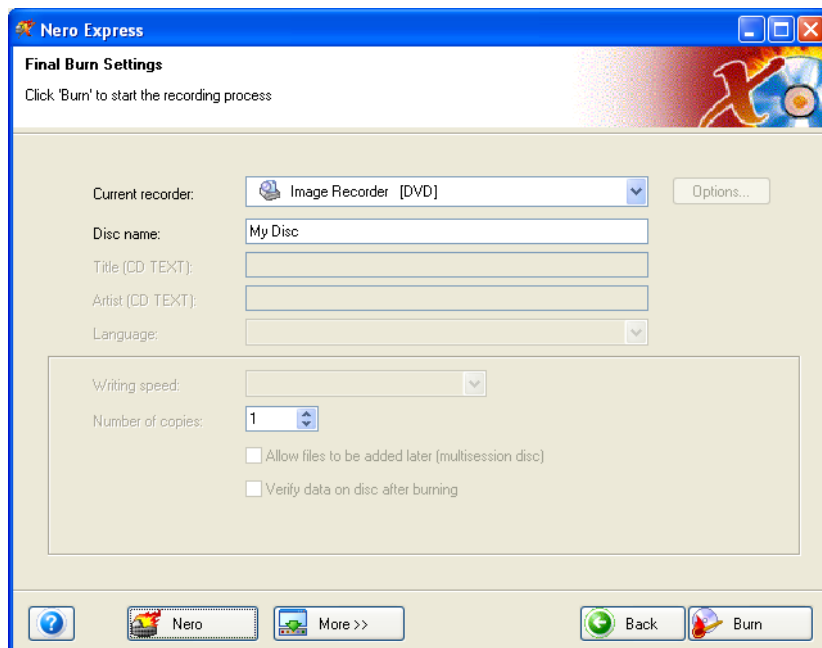 Nero Express
Final Burn Settings
Click 'Burn' to start the recording process
Current recorder: Image Recorder [DVD] Options...
Disc name: My Disc
Title (CD TEXT):
Artist (CD TEXT):
Language:
Writing speed:
Number of copies: 1
Allow files to be added later (multisession disc)
Verify data on disc after burning
Nero More >> Back Burn